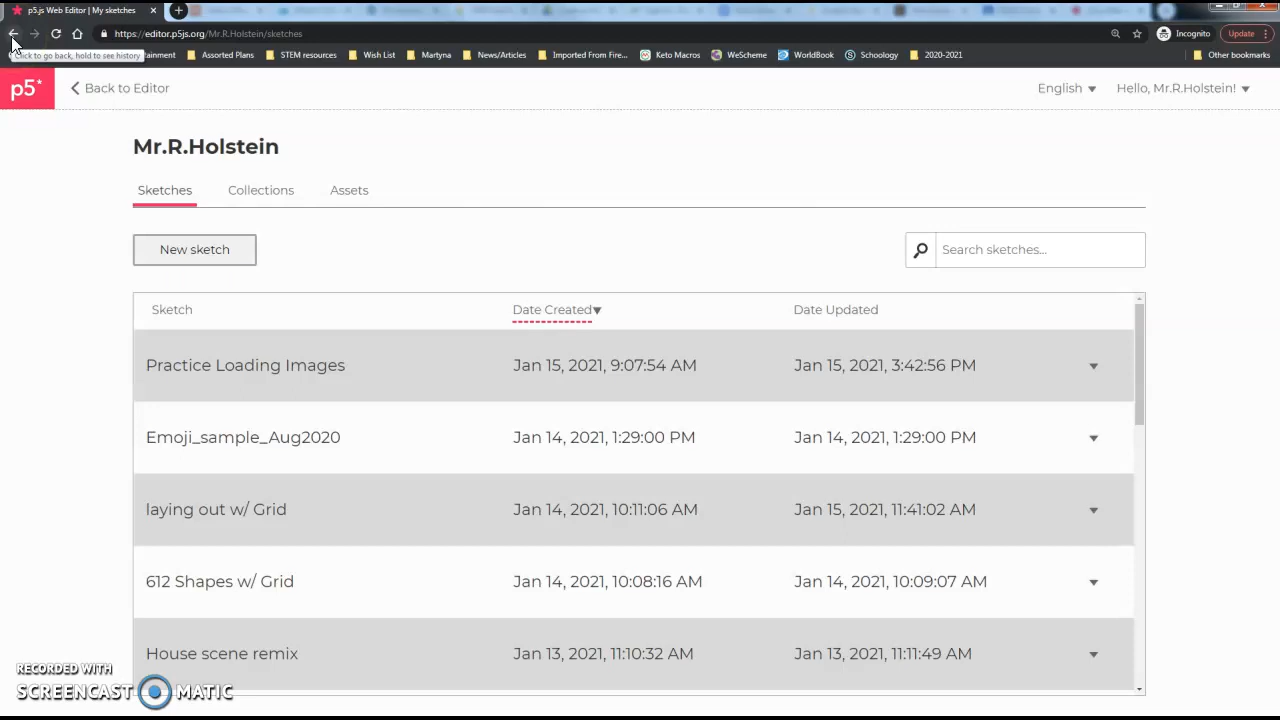 p5.js Web Editor | My sketches
https://editor.p5js.org/Mr.R.Holstein/sketches
Incognito
Update
Click to go back, hold to see history
tainment
Assorted Plans
STEM resources
Wish List
Martyna
News/Articles
Imported From Fire...
Keto Macros
WeScheme
WorldBook
Schoology
2020-2021
Other bookmarks
p5*
Back to Editor
English
Hello, Mr.R.Holstein!
Mr.R.Holstein
Sketches
Collections
Assets
New sketch
Search sketches...
Sketch Date Created Date Updated
Practice Loading Images Jan 15, 2021, 9:07:54 AM Jan 15, 2021, 3:42:56 PM
Emoji_sample_Aug2020 Jan 14, 2021, 1:29:00 PM Jan 14, 2021, 1:29:00 PM
laying out w/ Grid Jan 14, 2021, 10:11:06 AM Jan 15, 2021, 11:41:02 AM
612 Shapes w/ Grid Jan 14, 2021, 10:08:16 AM Jan 14, 2021, 10:09:07 AM
House scene remix Jan 13, 2021, 11:10:32 AM Jan 13, 2021, 11:11:49 AM
RECORDED WITH
SCREENCAST MATIC